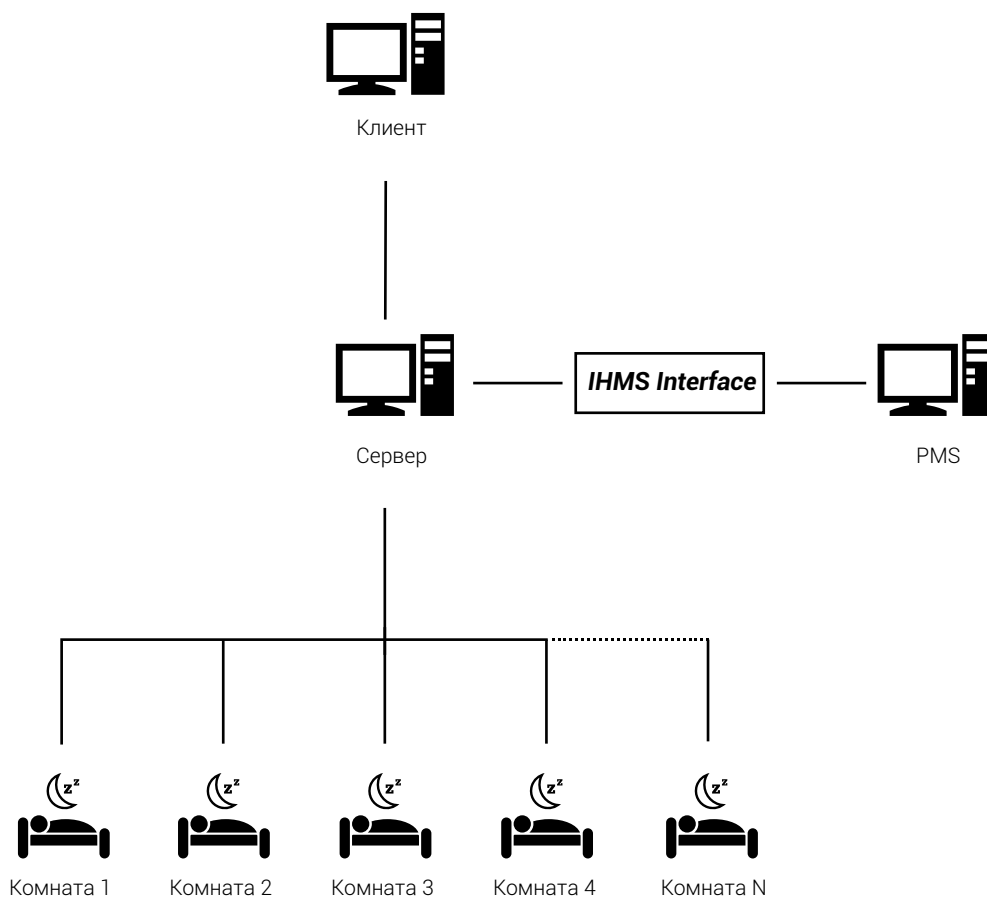 Клиент
IHMS Interface
Сервер
PMS
z z
z z
z z
z z
z z
Комната 1
Комната 2
Комната 3
Комната 4
Комната N